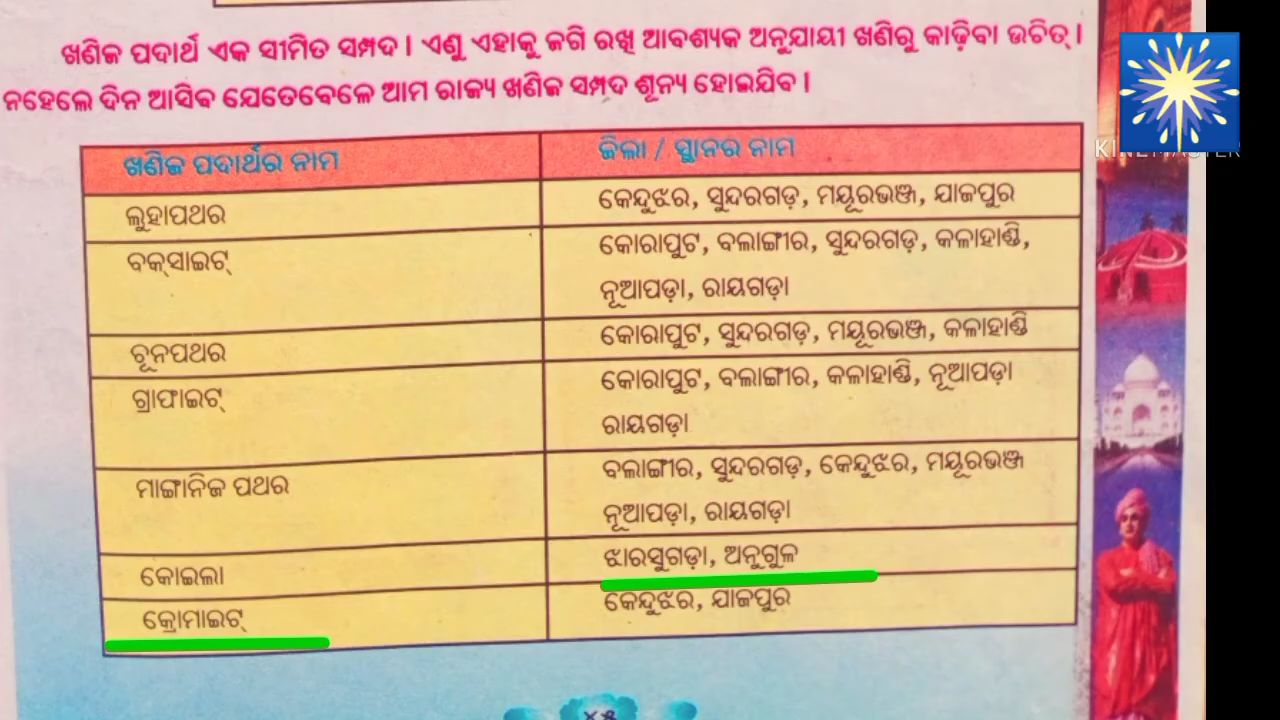 ଖଣିଜ ପଦାର୍ଥ ଏକ ସୀମିତ ସମ୍ପଦ । ଏଣୁ ଏହାକୁ ଜଗି ରଖି ଆବଶ୍ୟକ ଅନୁଯାୟୀ ଖଣିରୁ କାଢ଼ିବା ଉଚିତ୍ ।
ନହେଲେ ଦିନ ଆସିବ ଯେତେବେଳେ ଆମ ରାଜ୍ୟ ଖଣିଜ ସମ୍ପଦ ଶୂନ୍ୟ ହୋଇଯିବ ।
KINEMASTER
ଖଣିଜ ପଦାର୍ଥର ନାମ
ଜିଲା / ସ୍ଥାନର ନାମ
ଲୁହାପଥର
କେନ୍ଦୁଝର, ସୁନ୍ଦରଗଡ଼, ମୟୂରଭଞ୍ଜ, ଯାଜପୁର
ବକ୍‌ସାଇଟ୍
କୋରାପୁଟ, ବଲାଙ୍ଗୀର, ସୁନ୍ଦରଗଡ଼, କଳାହାଣ୍ଡି,
ନୂଆପଡ଼ା, ରାୟଗଡ଼ା
ଚୂନପଥର
କୋରାପୁଟ, ସୁନ୍ଦରଗଡ଼, ମୟୂରଭଞ୍ଜ, କଳାହାଣ୍ଡି
ଗ୍ରାଫାଇଟ୍
କୋରାପୁଟ, ବଲାଙ୍ଗୀର, କଳାହାଣ୍ଡି, ନୂଆପଡ଼ା
ରାୟଗଡ଼ା
ମାଙ୍ଗାନିଜ ପଥର
ବଲାଙ୍ଗୀର, ସୁନ୍ଦରଗଡ଼, କେନ୍ଦୁଝର, ମୟୂରଭଞ୍ଜ
ନୂଆପଡ଼ା, ରାୟଗଡ଼ା
କୋଇଲା
ଝାରସୁଗଡ଼ା, ଅନୁଗୁଳ
କ୍ରୋମାଇଟ୍
କେନ୍ଦୁଝର, ଯାଜପୁର